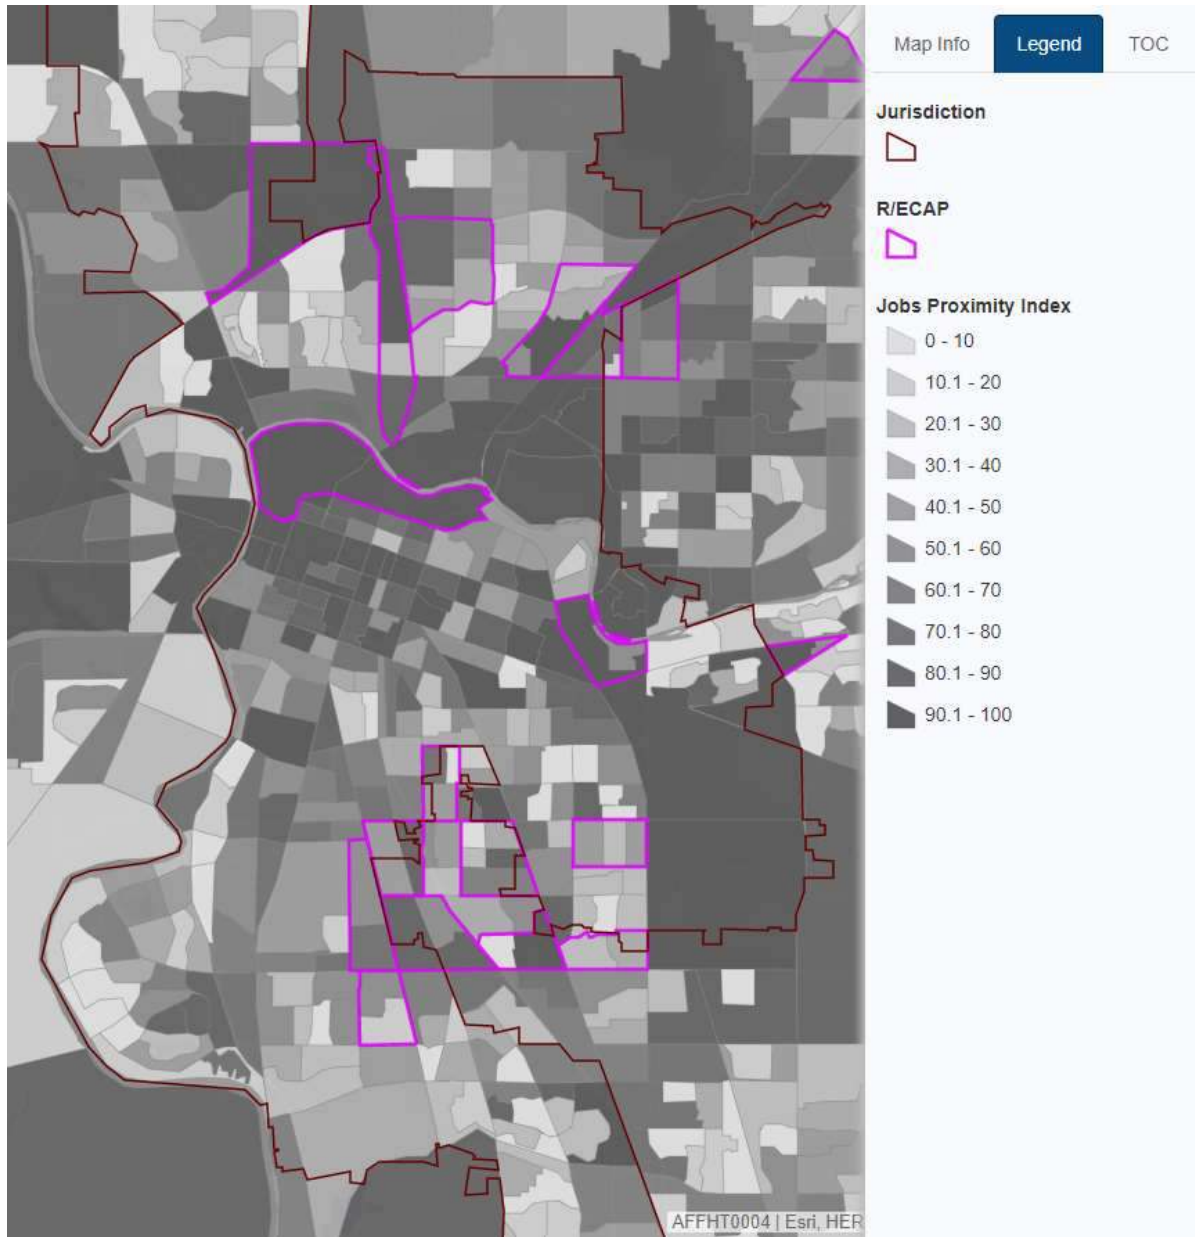 Map Info Legend TOC
Jurisdiction
R/ECAP
Jobs Proximity Index
0 - 10
10.1 - 20
20.1 - 30
30.1 - 40
40.1 - 50
50.1 - 60
60.1 - 70
70.1 - 80
80.1 - 90
90.1 - 100
AFFHT0004 | Esri, HER